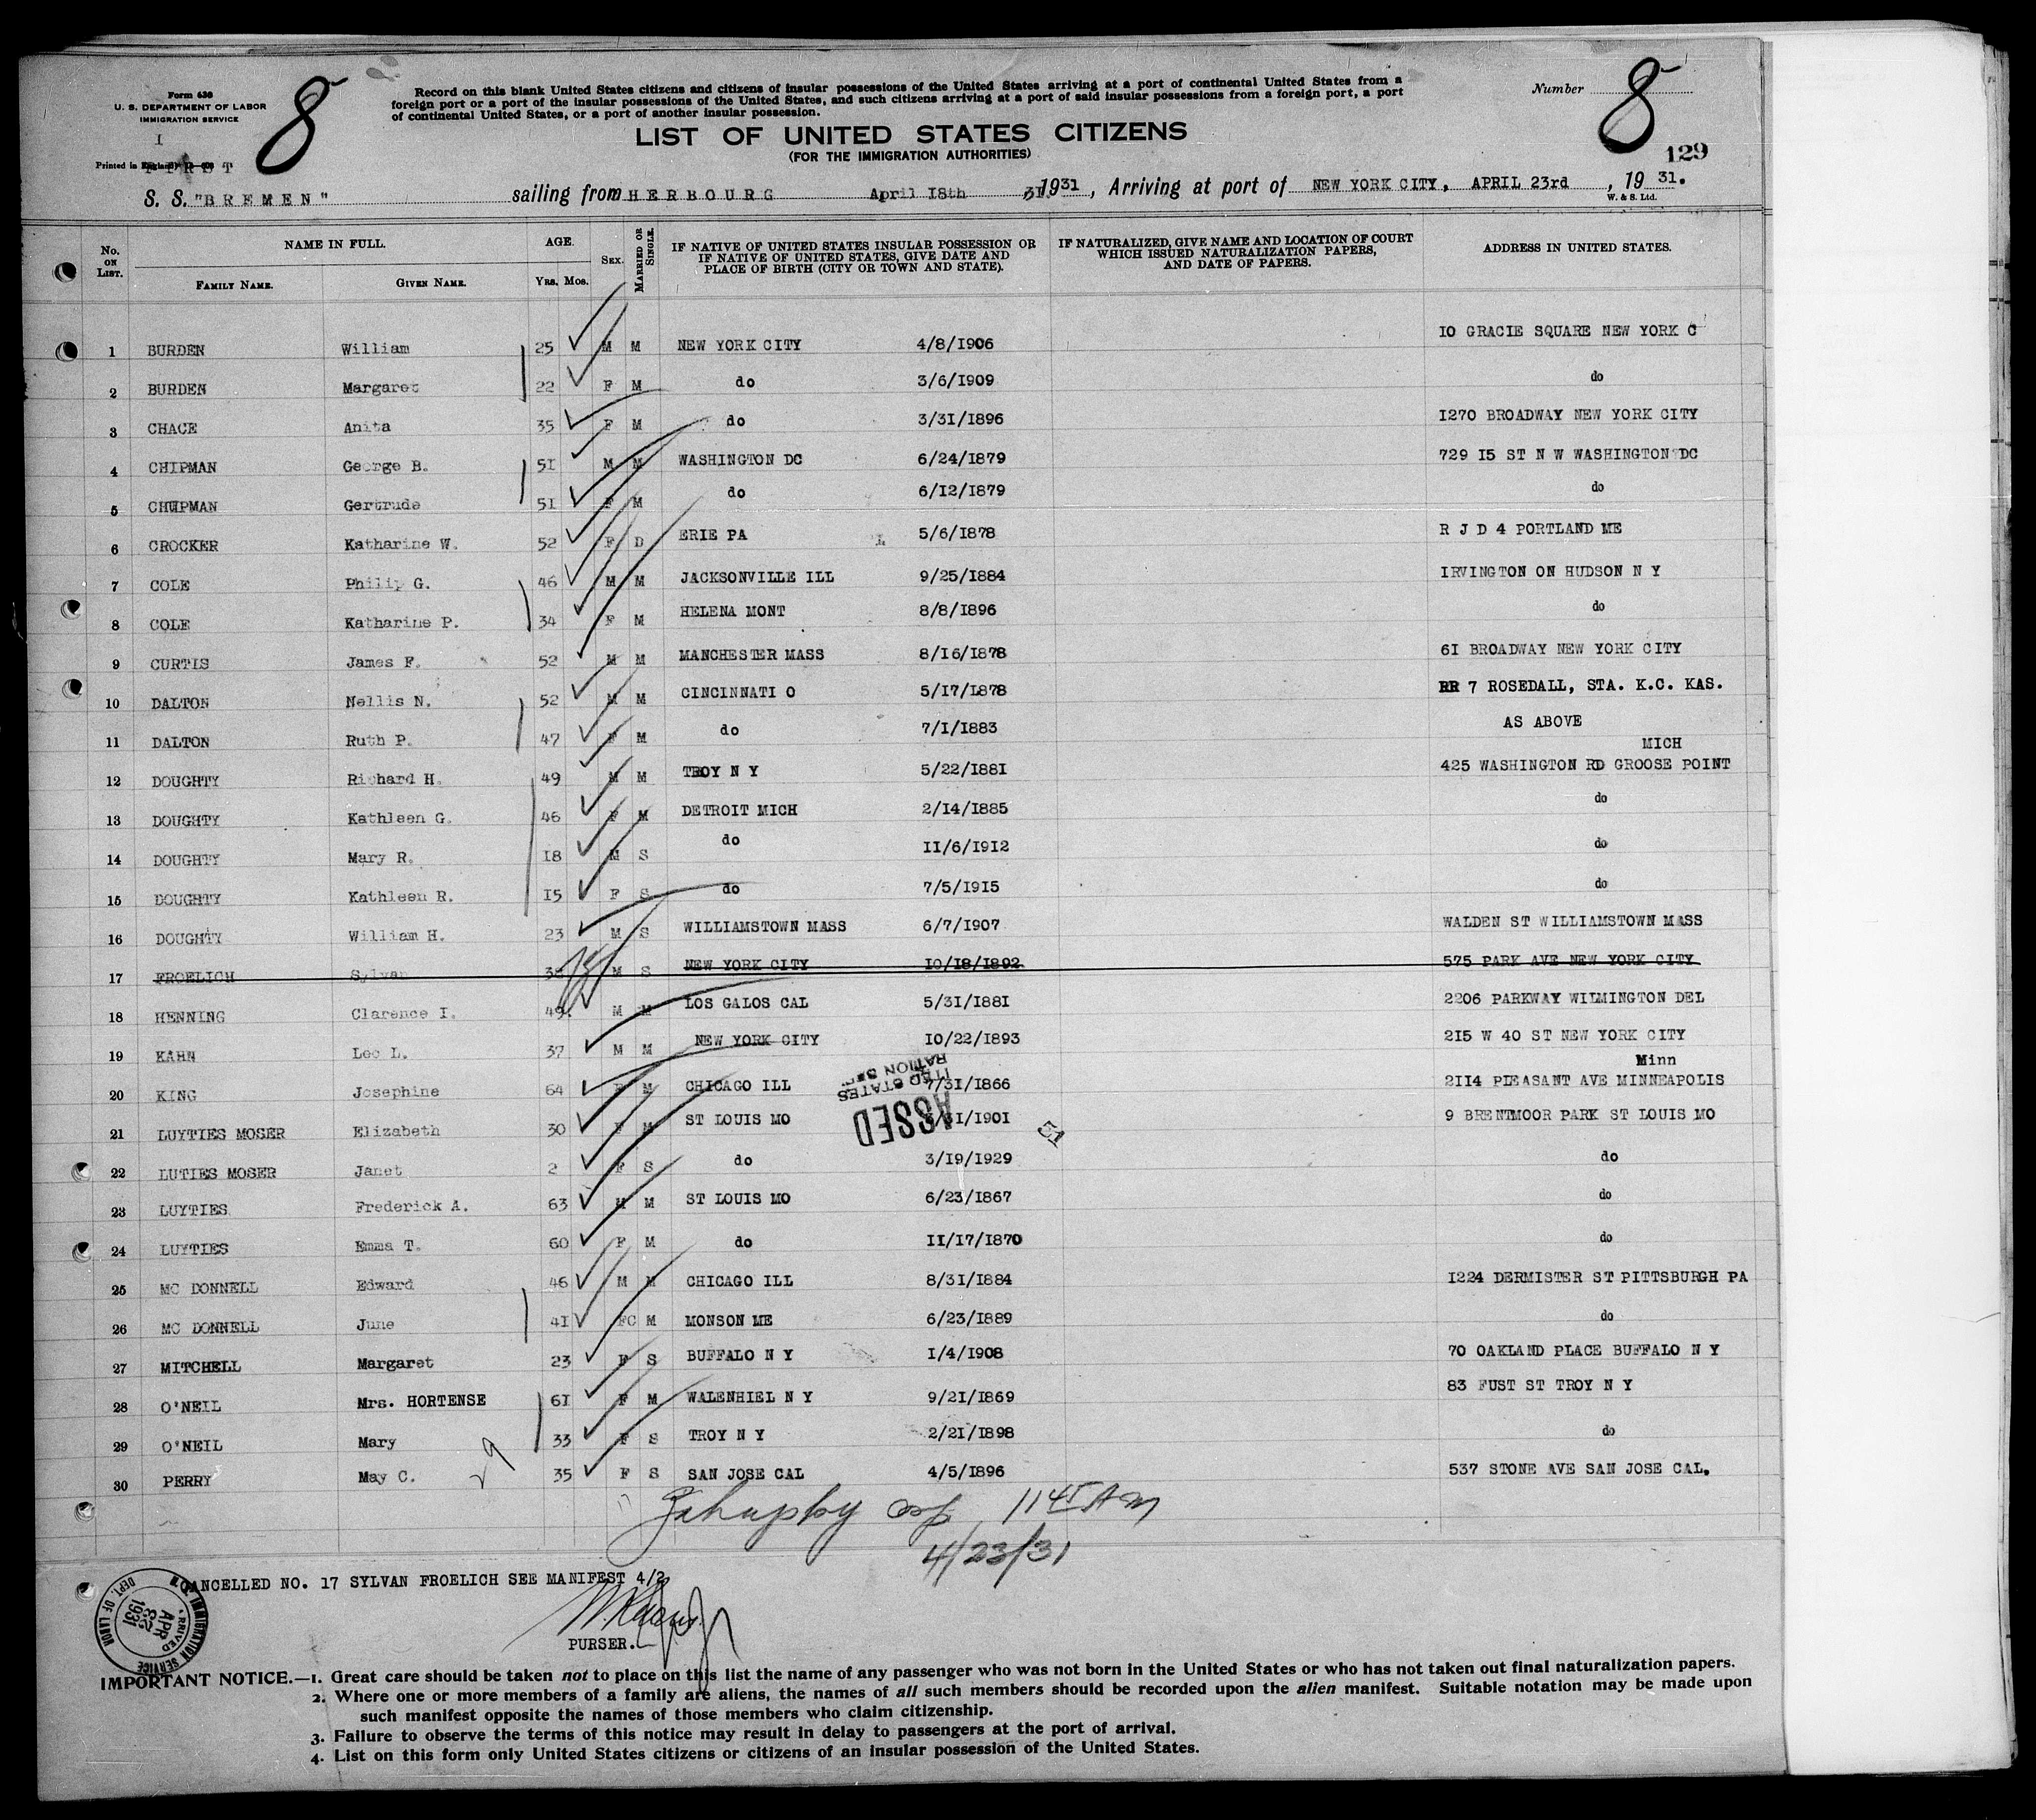 Form 630
U. S. DEPARTMENT OF LABOR
IMMIGRATION SERVICE
8
Record on this blank United States citizens and citizens of insular possessions of the United States arriving at a port of continental United States from a
foreign port or a port of the insular possessions of the United States, and such citizens arriving at a port of said insular possessions from a foreign port, a port
of continental United States, or a port of another insular possession.
Number 8
I
LIST OF UNITED STATES CITIZENS
(FOR THE IMMIGRATION AUTHORITIES)
129
Printed in England
S. S. "BREMEN" sailing from HERBOURG April 18th 31. 1931, Arriving at port of NEW YORK CITY, APRIL 23rd, 19 31.
W. & S. Ltd.
No. ON LIST. NAME IN FULL. AGE. SEX. MARRIED OR SINGLE. IF NATIVE OF UNITED STATES INSULAR POSSESSION OR IF NATIVE OF UNITED STATES, GIVE DATE AND PLACE OF BIRTH (CITY OR TOWN AND STATE). IF NATURALIZED, GIVE NAME AND LOCATION OF COURT WHICH ISSUED NATURALIZATION PAPERS, AND DATE OF PAPERS. ADDRESS IN UNITED STATES.
FAMILY NAME. GIVEN NAME. YRS. MOS.
1 BURDEN William 25 M M NEW YORK CITY 4/8/1906 10 GRACIE SQUARE NEW YORK C
2 BURDEN Margaret 22 F M do 3/6/1909 do
3 CHACE Anita 35 F M do 3/31/1896 1270 BROADWAY NEW YORK CITY
4 CHIPMAN George B. 51 M M WASHINGTON DC 6/24/1879 729 15 ST N W WASHINGTON DC
5 CHIPMAN Gertrude 51 F M do 6/12/1879 do
6 CROCKER Katharine W. 52 F D ERIE PA 5/6/1878 R J D 4 PORTLAND ME
7 COLE Philip G. 46 M M JACKSONVILLE ILL 9/25/1884 IRVINGTON ON HUDSON N Y
8 COLE Katharine P. 34 F M HELENA MONT 8/8/1896 do
9 CURTIS James F. 52 M M MANCHESTER MASS 8/16/1878 61 BROADWAY NEW YORK CITY
10 DALTON Nellis N. 52 M M CINCINNATI O 5/17/1878 RR 7 ROSEDALL, STA. K.C. KAS.
11 DALTON Ruth P. 47 F M do 7/1/1883 AS ABOVE
MICH
12 DOUGHTY Richard H. 49 M M TROY N Y 5/22/1881 425 WASHINGTON RD GROOSE POINT
13 DOUGHTY Kathleen G. 46 F M DETROIT MICH 2/14/1885 do
14 DOUGHTY Mary R. 18 M S do 11/6/1912 do
15 DOUGHTY Kathleen R. 15 F S do 7/5/1915 do
16 DOUGHTY William H. 23 M S WILLIAMSTOWN MASS 6/7/1907 WALDEN ST WILLIAMSTOWN MASS
17 FROELICH Sylvan 38 M S NEW YORK CITY 10/18/1892 575 PARK AVE NEW YORK CITY
18 HENNING Clarence I. 49 M M LOS GALOS CAL 5/31/1881 2206 PARKWAY WILMINGTON DEL
19 KAHN Leo L. 37 M M NEW YORK CITY 10/22/1893 215 W 40 ST NEW YORK CITY
Minn
20 KING Josephine 64 F M CHICAGO ILL 7/31/1866 2114 PLEASANT AVE MINNEAPOLIS
21 LUYTIES MOSER Elizabeth 30 F M ST LOUIS MO 31/1901 9 BRENTMOOR PARK ST LOUIS MO
ASSED
51
22 LUTIES MOSER Janet 2 F S do 3/19/1929 do
23 LUYTIES Frederick A. 63 M M ST LOUIS MO 6/23/1867 do
24 LUYTIES Emma T. 60 F M do 11/17/1870 do
25 MC DONNELL Edward 46 M M CHICAGO ILL 8/31/1884 1224 DERMISTER ST PITTSBURGH PA
26 MC DONNELL June 41 FC M MONSON ME 6/23/1889 do
27 MITCHELL Margaret 23 F S BUFFALO N Y 1/4/1908 70 OAKLAND PLACE BUFFALO N Y
28 O'NEIL Mrs. HORTENSE 61 F M WALENHIEL N Y 9/21/1869 83 FUST ST TROY N Y
29 O'NEIL Mary 33 F S TROY N Y 2/21/1898 do
30 PERRY May C. 35 F S SAN JOSE CAL 4/5/1896 537 STONE AVE SAN JOSE CAL.
29
1145 AM
4/23/31
CANCELLED NO. 17 SYLVAN FROELICH SEE MANIFEST 4/2
PURSER.
IMMIGRATION SERVICE
DEPT. OF LABOR
ARRIVED
APR 23 1931
IMPORTANT NOTICE.—1. Great care should be taken not to place on this list the name of any passenger who was not born in the United States or who has not taken out final naturalization papers.
2. Where one or more members of a family are aliens, the names of all such members should be recorded upon the alien manifest. Suitable notation may be made upon
such manifest opposite the names of those members who claim citizenship.
3. Failure to observe the terms of this notice may result in delay to passengers at the port of arrival.
4. List on this form only United States citizens or citizens of an insular possession of the United States.